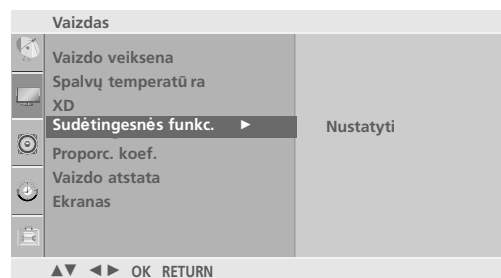 Vaizdas
Vaizdo veiksena
Spalvų temperatū ra
XD
Sudėtingesnės funkc. ►
Nustatyti
Proporc. koef.
Vaizdo atstata
Ekranas
▲▼ ◄► OK RETURN